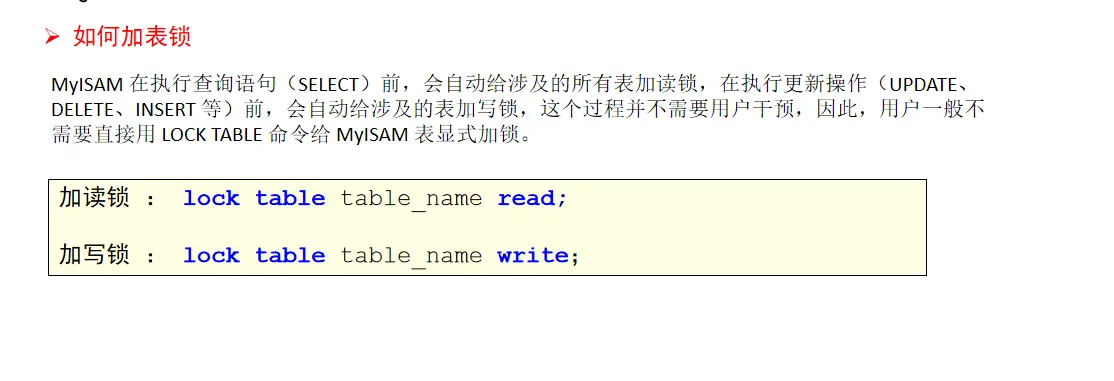 ➢ 如何加表锁
MyISAM 在执行查询语句（SELECT）前，会自动给涉及的所有表加读锁，在执行更新操作（UPDATE、
DELETE、INSERT 等）前，会自动给涉及的表加写锁，这个过程并不需要用户干预，因此，用户一般不
需要直接用 LOCK TABLE 命令给 MyISAM 表显式加锁。
加读锁 ： lock table table_name read;
加写锁 ： lock table table_name write;